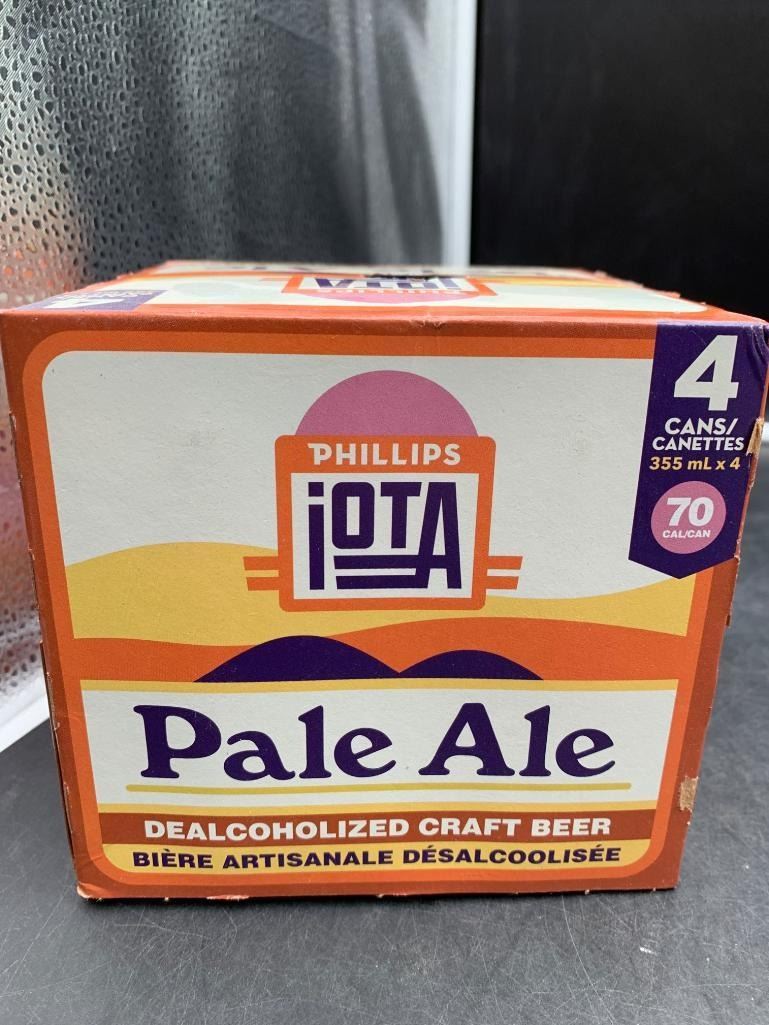 PHILLIPS
iOTA
4
CANS/
CANETTES
355 mL x 4
70
CAL/CAN
Pale Ale
DEALCOHOLIZED CRAFT BEER
BIÈRE ARTISANALE DÉSALCOOLISÉE